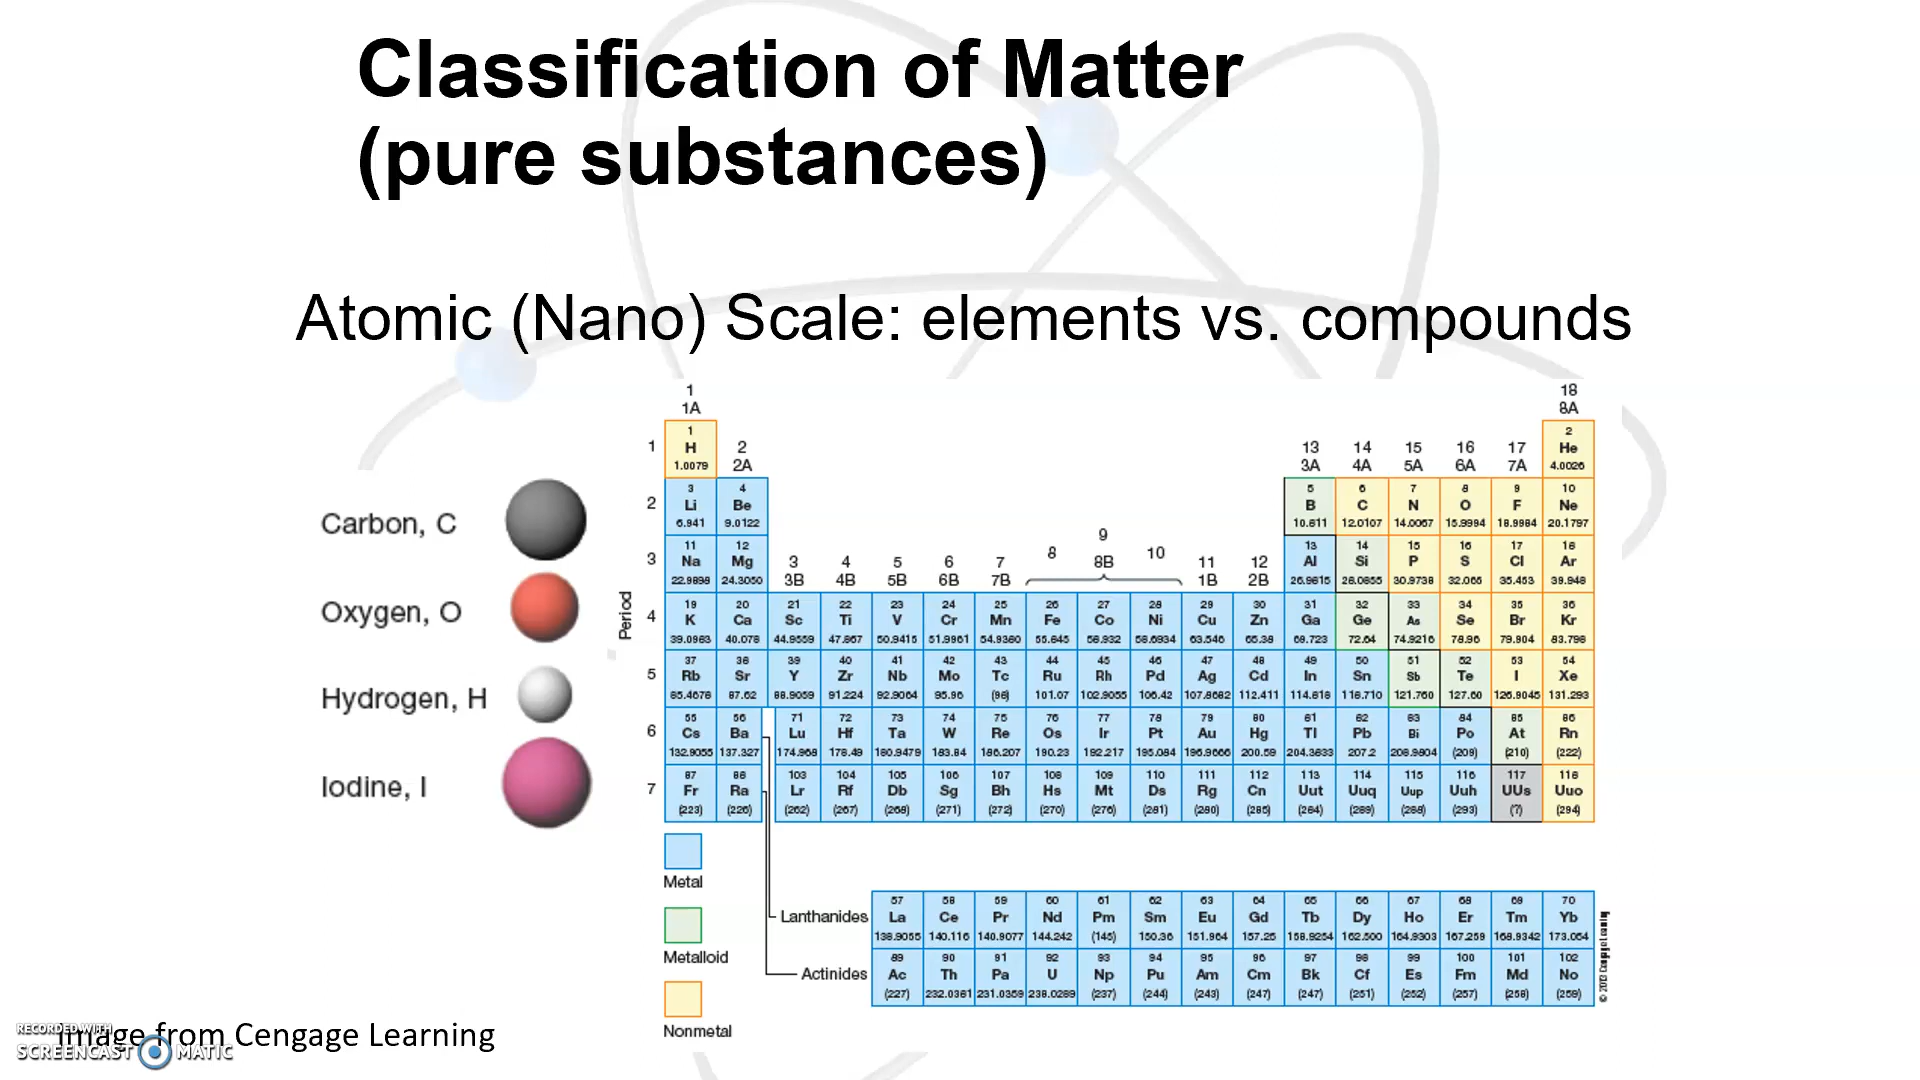 Classification of Matter
(pure substances)
Atomic (Nano) Scale: elements vs. compounds
Carbon, C
Oxygen, O
Hydrogen, H
Iodine, I
1 18
1A 8A
1 2
1 H 2 13 14 15 16 17 He
1.0079 2A 3A 4A 5A 6A 7A 4.0026
3 4 5 6 7 8 9 10
2 Li Be B C N O F Ne
6.941 9.0122 10.811 12.0107 14.0067 15.9994 18.9984 20.1797
9
11 12 13 14 15 16 17 18
8 10
3 Na Mg 3 4 5 6 7 8B 11 12 Al Si P S Cl Ar
22.9898 24.3050 3B 4B 5B 6B 7B 1B 2B 26.9815 28.0855 30.9738 32.066 35.453 39.948
Period
19 20 21 22 23 24 25 26 27 28 29 30 31 32 33 34 35 36
4 K Ca Sc Ti V Cr Mn Fe Co Ni Cu Zn Ga Ge As Se Br Kr
39.0983 40.078 44.9559 47.867 50.9415 51.9961 54.9380 55.845 58.932 58.6934 63.546 65.38 69.723 72.64 74.9216 78.96 79.904 83.798
37 38 39 40 41 42 43 44 45 46 47 48 49 50 51 52 53 54
5 Rb Sr Y Zr Nb Mo Tc Ru Rh Pd Ag Cd In Sn Sb Te I Xe
85.4678 87.62 88.9059 91.224 92.9064 95.96 (98) 101.07 102.9055 106.42 107.8682 112.411 114.818 118.710 121.760 127.60 126.9045 131.293
55 56 71 72 73 74 75 76 77 78 79 80 81 82 83 84 85 86
6 Cs Ba Lu Hf Ta W Re Os Ir Pt Au Hg Tl Pb Bi Po At Rn
132.9055 137.327 174.968 178.49 180.9479 183.84 186.207 190.23 192.217 195.084 196.9666 200.59 204.3833 207.2 208.9804 (209) (210) (222)
87 88 103 104 105 106 107 108 109 110 111 112 113 114 115 116 117 118
7 Fr Ra Lr Rf Db Sg Bh Hs Mt Ds Rg Cn Uut Uuq Uup Uuh UUs Uuo
(223) (226) (262) (267) (268) (271) (272) (270) (276) (281) (280) (285) (284) (289) (288) (293) (?) (294)
Metal
57 58 59 60 61 62 63 64 65 66 67 68 69 70
Lanthanides La Ce Pr Nd Pm Sm Eu Gd Tb Dy Ho Er Tm Yb
138.9055 140.116 140.9077 144.242 (145) 150.36 151.964 157.25 158.9254 162.500 164.9303 167.259 168.9342 173.054
Metalloid
89 90 91 92 93 94 95 96 97 98 99 100 101 102
Actinides Ac Th Pa U Np Pu Am Cm Bk Cf Es Fm Md No
(227) 232.0381 231.0359 238.0289 (237) (244) (243) (247) (247) (251) (252) (257) (258) (259)
Nonmetal
© 2013 Cengage Learning
Image from Cengage Learning
RECORDED WITH
SCREENCAST MATIC